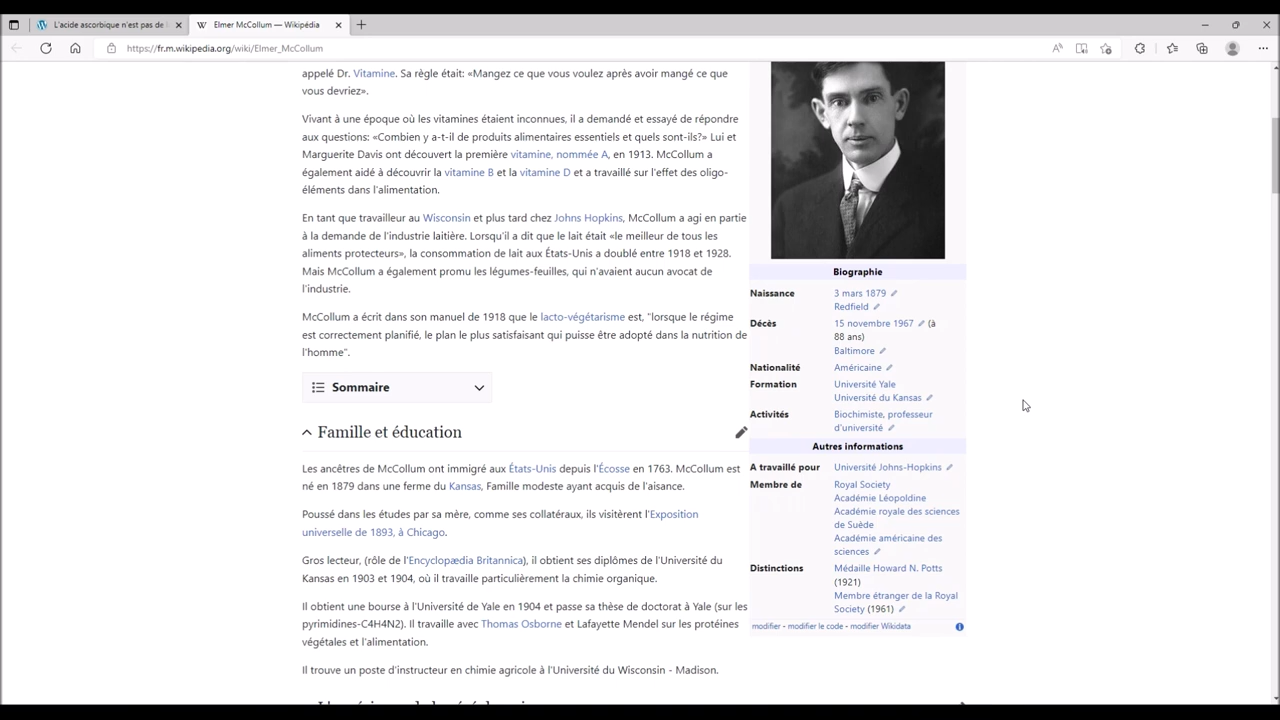 L'acide ascorbique n'est pas de
Elmer McCollum — Wikipédia
https://fr.m.wikipedia.org/wiki/Elmer_McCollum
appelé Dr. Vitamine. Sa règle était: «Mangez ce que vous voulez après avoir mangé ce que
vous devriez».
Vivant à une époque où les vitamines étaient inconnues, il a demandé et essayé de répondre
aux questions: «Combien y a-t-il de produits alimentaires essentiels et quels sont-ils?» Lui et
Marguerite Davis ont découvert la première vitamine, nommée A, en 1913. McCollum a
également aidé à découvrir la vitamine B et la vitamine D et a travaillé sur l'effet des oligo-
éléments dans l'alimentation.
En tant que travailleur au Wisconsin et plus tard chez Johns Hopkins, McCollum a agi en partie
à la demande de l'industrie laitière. Lorsqu'il a dit que le lait était «le meilleur de tous les
aliments protecteurs», la consommation de lait aux États-Unis a doublé entre 1918 et 1928.
Mais McCollum a également promu les légumes-feuilles, qui n'avaient aucun avocat de
l'industrie.
McCollum a écrit dans son manuel de 1918 que le lacto-végétarisme est, "lorsque le régime
est correctement planifié, le plan le plus satisfaisant qui puisse être adopté dans la nutrition de
l'homme".
Sommaire
Famille et éducation
Les ancêtres de McCollum ont immigré aux États-Unis depuis l'Écosse en 1763. McCollum est
né en 1879 dans une ferme du Kansas, Famille modeste ayant acquis de l'aisance.
Poussé dans les études par sa mère, comme ses collatéraux, ils visitèrent l'Exposition
universelle de 1893, à Chicago.
Gros lecteur, (rôle de l'Encyclopædia Britannica), il obtient ses diplômes de l'Université du
Kansas en 1903 et 1904, où il travaille particulièrement la chimie organique.
Il obtient une bourse à l'Université de Yale en 1904 et passe sa thèse de doctorat à Yale (sur les
pyrimidines-C4H4N2). Il travaille avec Thomas Osborne et Lafayette Mendel sur les protéines
végétales et l'alimentation.
Il trouve un poste d'instructeur en chimie agricole à l'Université du Wisconsin - Madison.
Biographie
Naissance 3 mars 1879
Redfield
Décès 15 novembre 1967 (à
88 ans)
Baltimore
Nationalité Américaine
Formation Université Yale
Université du Kansas
Activités Biochimiste, professeur
d'université
Autres informations
A travaillé pour Université Johns-Hopkins
Membre de Royal Society
Académie Léopoldine
Académie royale des sciences
de Suède
Académie américaine des
sciences
Distinctions Médaille Howard N. Potts
(1921)
Membre étranger de la Royal
Society (1961)
modifier - modifier le code - modifier Wikidata